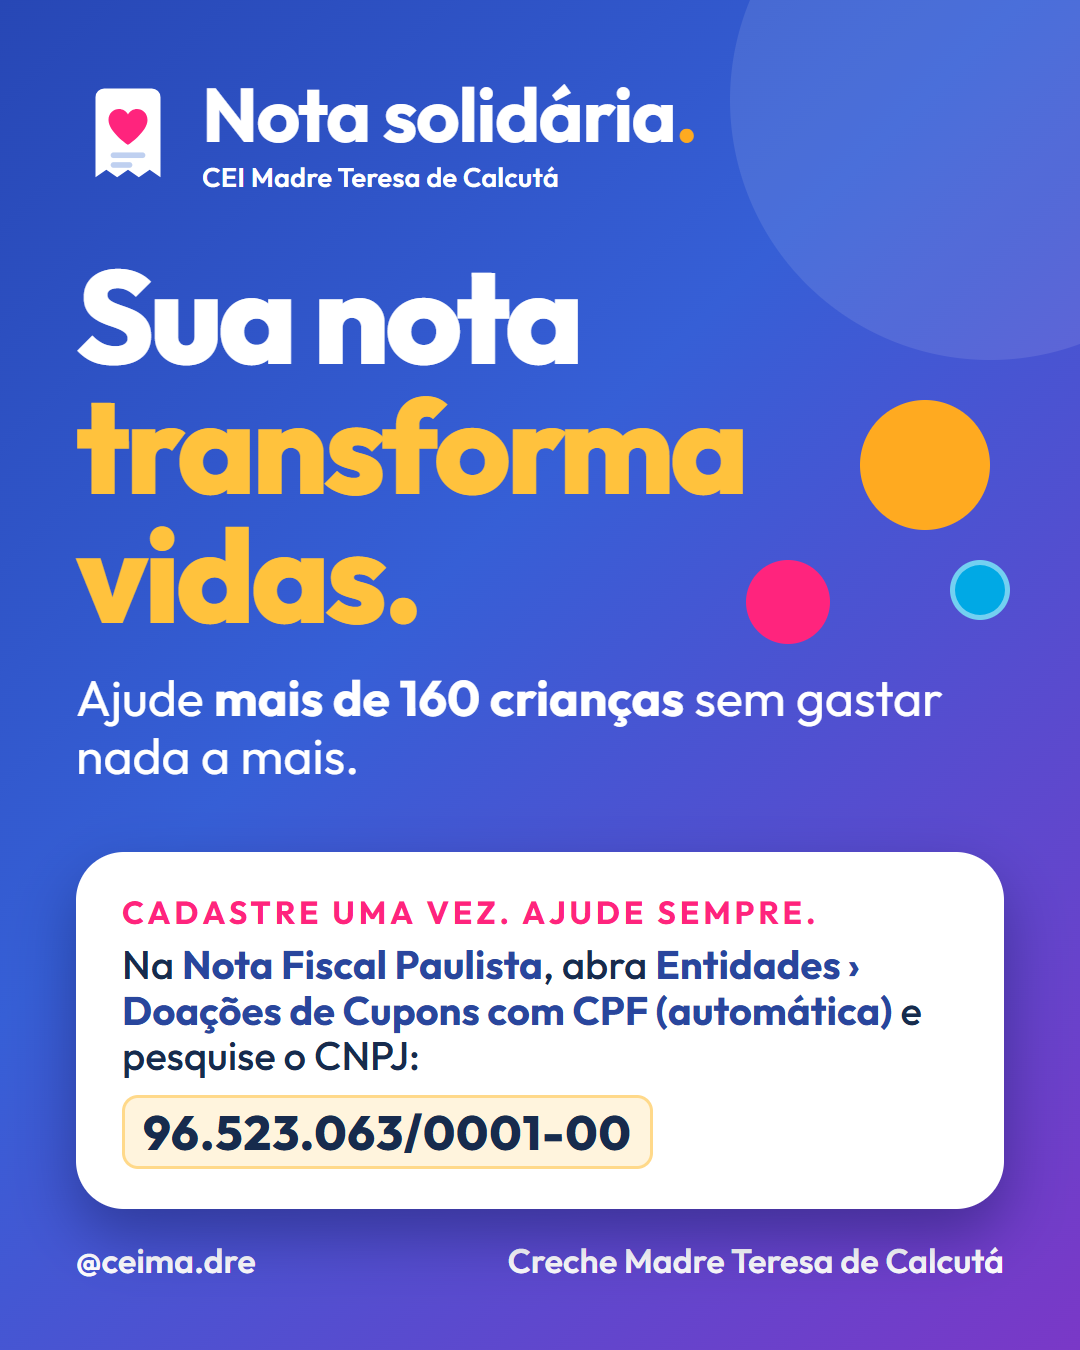 Nota solidária.
CEI Madre Teresa de Calcutá
Sua nota
transforma
vidas.
Ajude mais de 160 crianças sem gastar
nada a mais.
CADASTRE UMA VEZ. AJUDE SEMPRE.
Na Nota Fiscal Paulista, abra Entidades ›
Doações de Cupons com CPF (automática) e
pesquise o CNPJ:
96.523.063/0001-00
@ceima.dre
Creche Madre Teresa de Calcutá